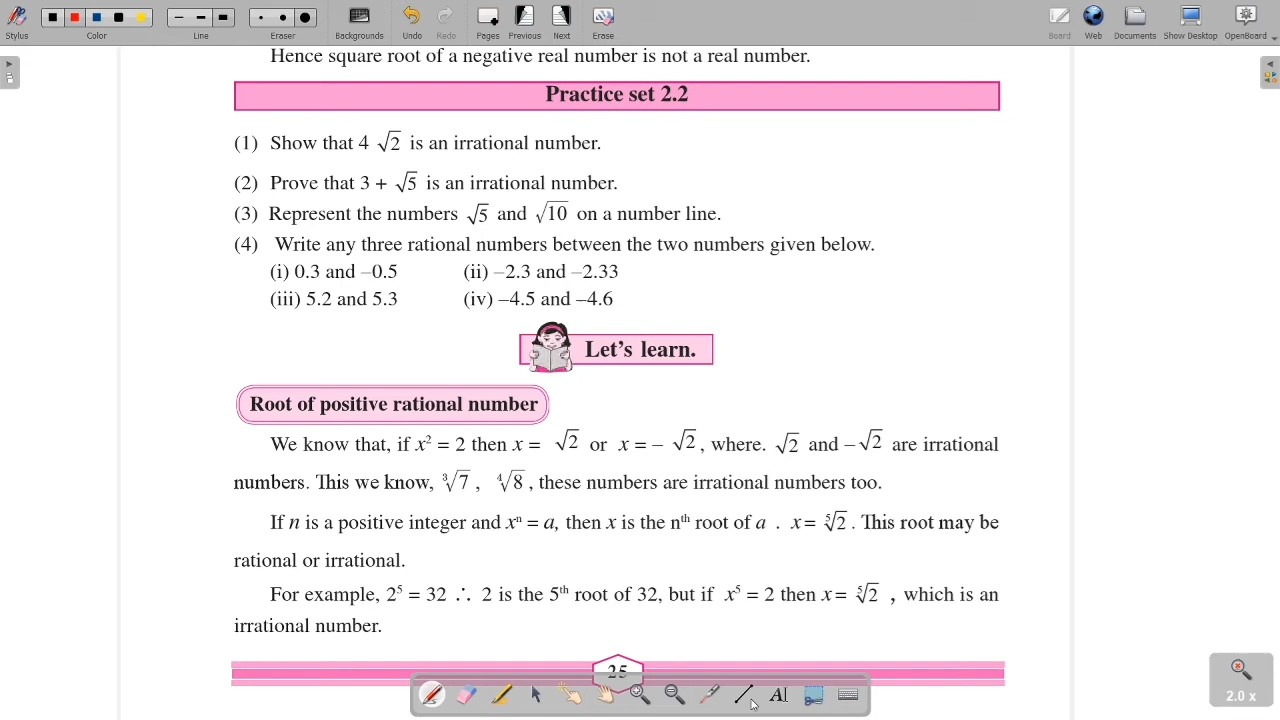 Stylus Color Line Eraser Backgrounds Undo Redo Pages Previous Next Erase Board Web Documents Show Desktop OpenBoard
Hence square root of a negative real number is not a real number.
Practice set 2.2
(1) Show that 4 √2 is an irrational number.
(2) Prove that 3 + √5 is an irrational number.
(3) Represent the numbers √5 and √10 on a number line.
(4) Write any three rational numbers between the two numbers given below.
(i) 0.3 and –0.5 (ii) –2.3 and –2.33
(iii) 5.2 and 5.3 (iv) –4.5 and –4.6
Let's learn.
Root of positive rational number
We know that, if x² = 2 then x = √2 or x = – √2 , where. √2 and –√2 are irrational
numbers. This we know, ³√7 , ⁴√8 , these numbers are irrational numbers too.
If n is a positive integer and xⁿ = a, then x is the nᵗʰ root of a . x = ⁵√2 . This root may be
rational or irrational.
For example, 2⁵ = 32 ∴ 2 is the 5ᵗʰ root of 32, but if x⁵ = 2 then x = ⁵√2 , which is an
irrational number.
25
AI
2.0 x